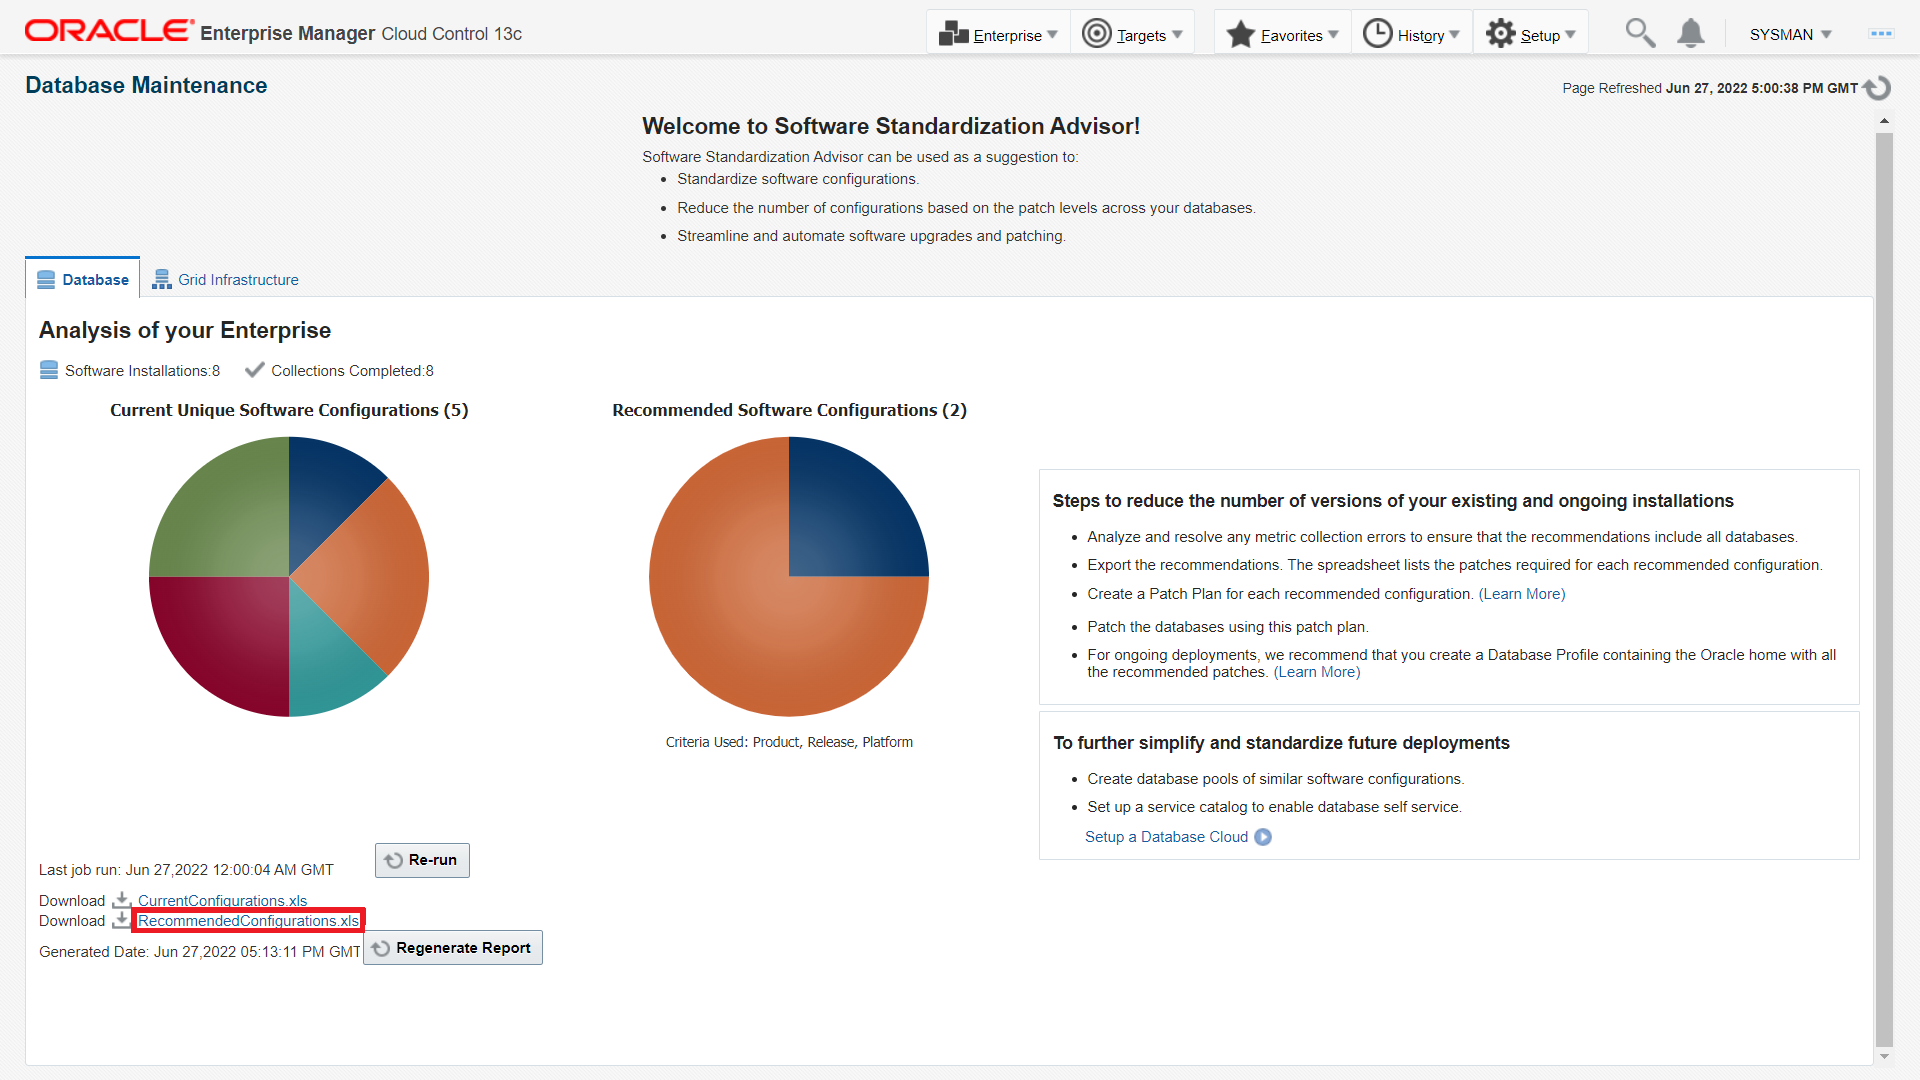 ORACLE Enterprise Manager Cloud Control 13c
Enterprise
Targets
Favorites
History
Setup
SYSMAN
Database Maintenance
Page Refreshed Jun 27, 2022 5:00:38 PM GMT
Welcome to Software Standardization Advisor!
Software Standardization Advisor can be used as a suggestion to:
• Standardize software configurations.
• Reduce the number of configurations based on the patch levels across your databases.
• Streamline and automate software upgrades and patching.
Database
Grid Infrastructure
Analysis of your Enterprise
Software Installations:8
Collections Completed:8
Current Unique Software Configurations (5)
Recommended Software Configurations (2)
Criteria Used: Product, Release, Platform
Steps to reduce the number of versions of your existing and ongoing installations
• Analyze and resolve any metric collection errors to ensure that the recommendations include all databases.
• Export the recommendations. The spreadsheet lists the patches required for each recommended configuration.
• Create a Patch Plan for each recommended configuration. (Learn More)
• Patch the databases using this patch plan.
• For ongoing deployments, we recommend that you create a Database Profile containing the Oracle home with all
the recommended patches. (Learn More)
To further simplify and standardize future deployments
• Create database pools of similar software configurations.
• Set up a service catalog to enable database self service.
Setup a Database Cloud
Last job run: Jun 27,2022 12:00:04 AM GMT
Re-run
Download CurrentConfigurations.xls
Download RecommendedConfigurations.xls
Generated Date: Jun 27,2022 05:13:11 PM GMT
Regenerate Report